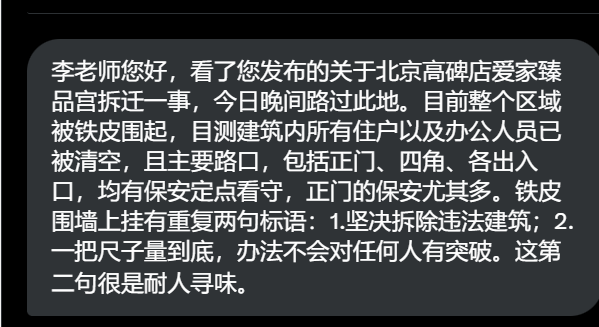 李老师您好，看了您发布的关于北京高碑店爱家臻
品宫拆迁一事，今日晚间路过此地。目前整个区域
被铁皮围起，目测建筑内所有住户以及办公人员已
被清空，且主要路口，包括正门、四角、各出入
口，均有保安定点看守，正门的保安尤其多。铁皮
围墙上挂有重复两句标语：1.坚决拆除违法建筑；2.
一把尺子量到底，办法不会对任何人有突破。这第
二句很是耐人寻味。